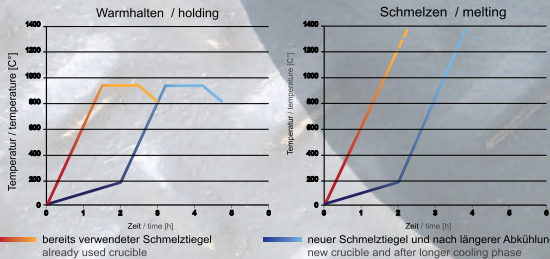 Warmhalten / holding
Temperatur / temperature [C°]
1400
1200
1000
800
600
400
200
0
0 1 2 3 4 5 6
Zeit / time [h]
bereits verwendeter Schmelztiegel
already used crucible
Schmelzen / melting
Temperatur / temperature [C°]
1400
1200
1000
800
600
400
200
0
0 1 2 3 4 5 6
Zeit / time [h]
neuer Schmelztiegel und nach längerer Abkühlun
new crucible and after longer cooling phase